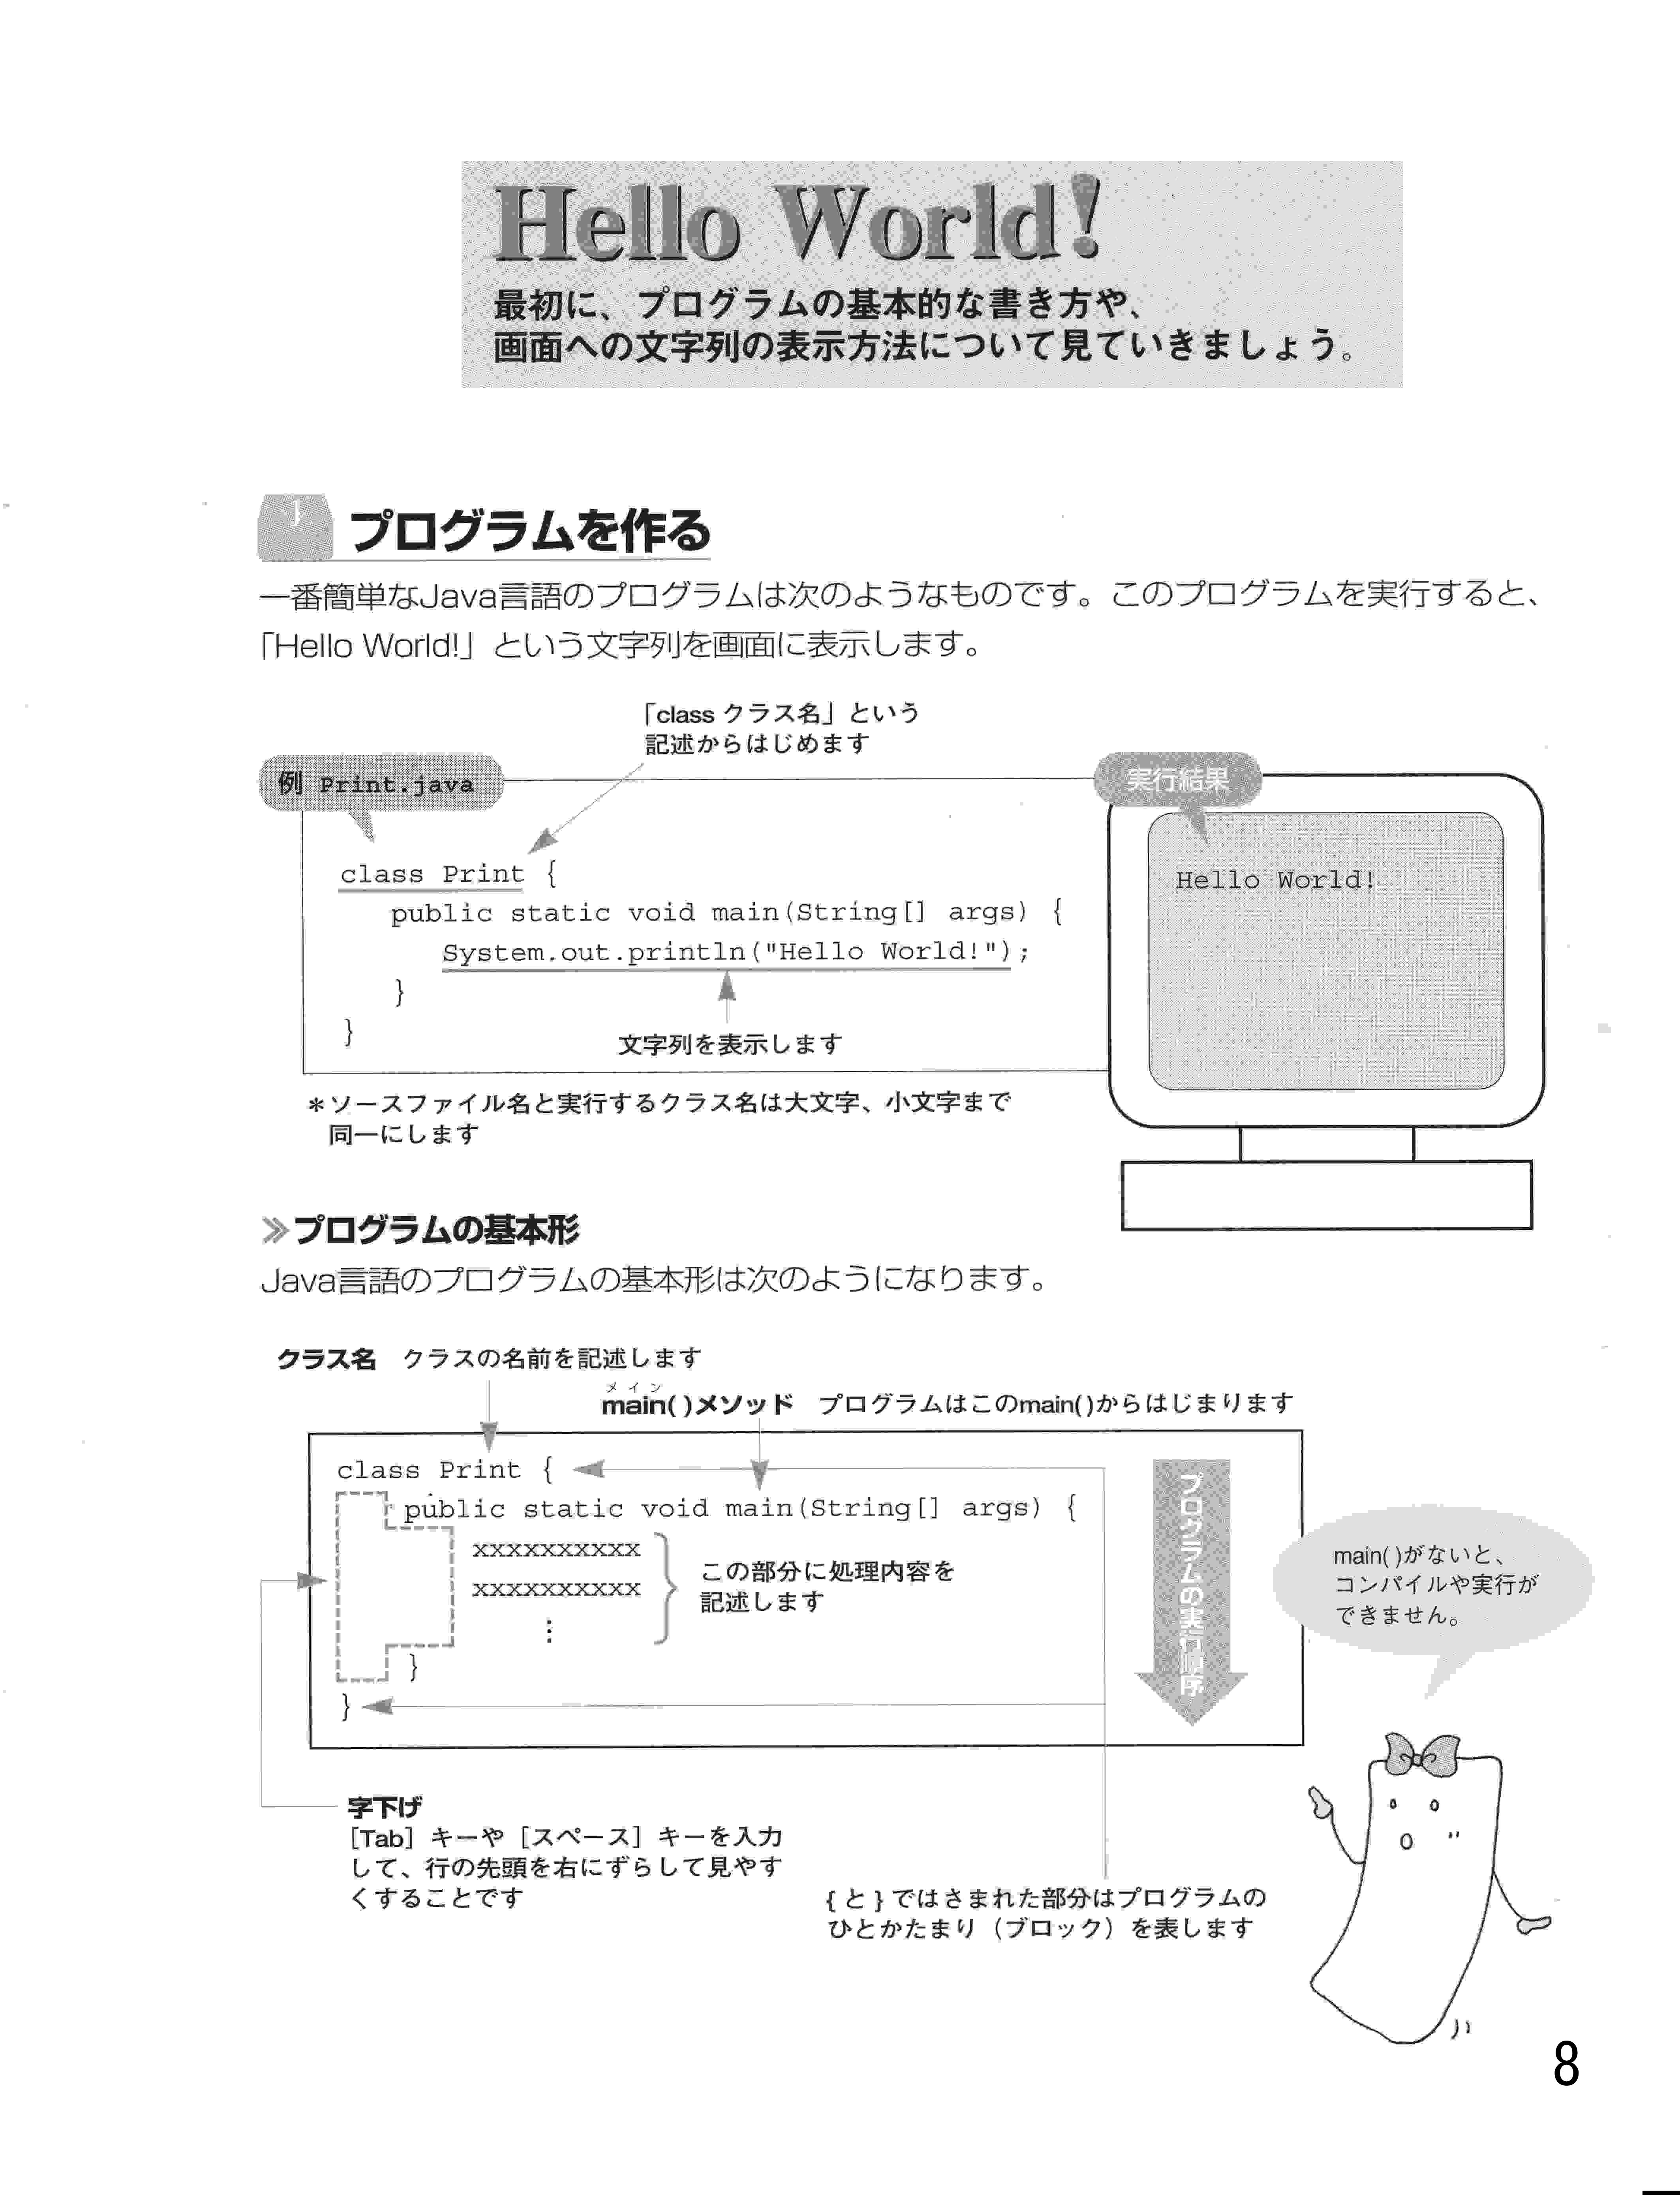 Hello World!
最初に、プログラムの基本的な書き方や、
画面への文字列の表示方法について見ていきましょう。
プログラムを作る
一番簡単なJava言語のプログラムは次のようなものです。このプログラムを実行すると、
「Hello World!」という文字列を画面に表示します。
「class クラス名」という
記述からはじめます
例 Print.java
実行結果
class Print {
public static void main(String[] args) {
System.out.println("Hello World!");
}
}
文字列を表示します
Hello World!
＊ソースファイル名と実行するクラス名は大文字、小文字まで
同一にします
≫プログラムの基本形
Java言語のプログラムの基本形は次のようになります。
クラス名 クラスの名前を記述します
メイン
main( )メソッド プログラムはこのmain()からはじまります
class Print {
public static void main(String[] args) {
xxxxxxxxxx
xxxxxxxxxx
⋮
}
}
この部分に処理内容を
記述します
プログラムの実行順序
main( )がないと、
コンパイルや実行が
できません。
字下げ
［Tab］キーや［スペース］キーを入力
して、行の先頭を右にずらして見やす
くすることです
{ と } ではさまれた部分はプログラムの
ひとかたまり（ブロック）を表します
8